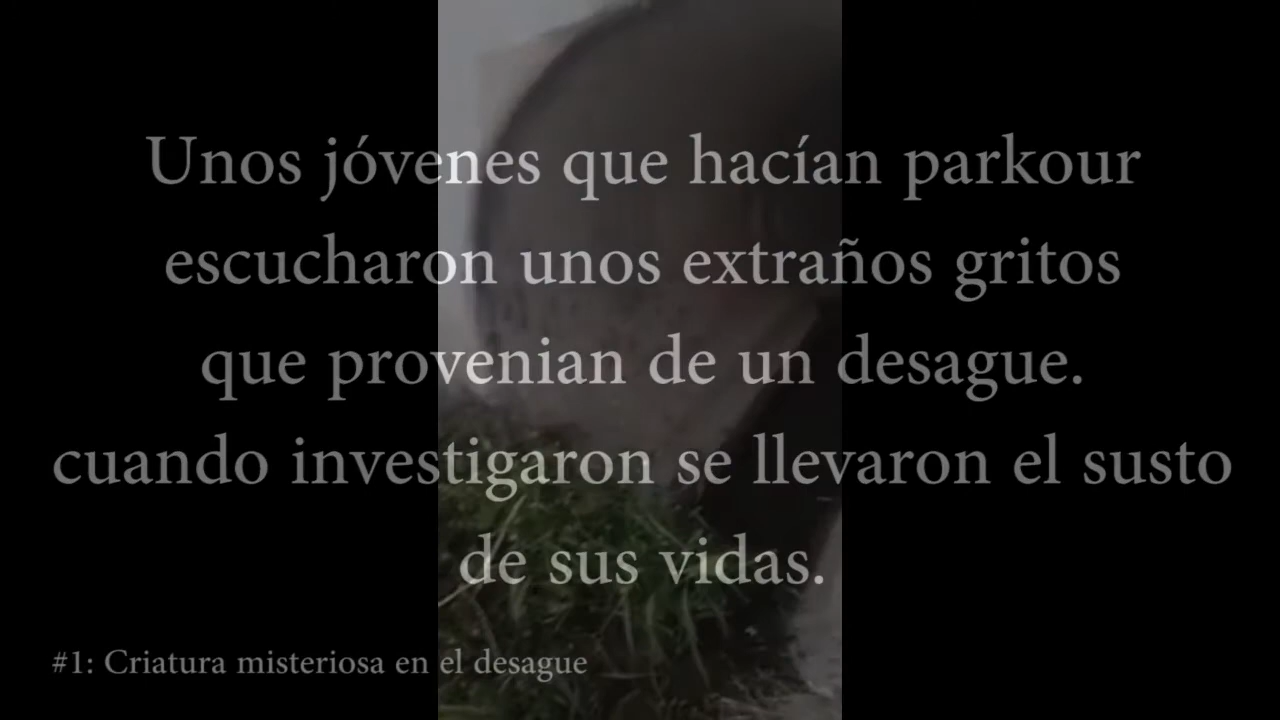 Unos jóvenes que hacían parkour
escucharon unos extraños gritos
que provenian de un desague.
cuando investigaron se llevaron el susto
de sus vidas.
#1: Criatura misteriosa en el desague